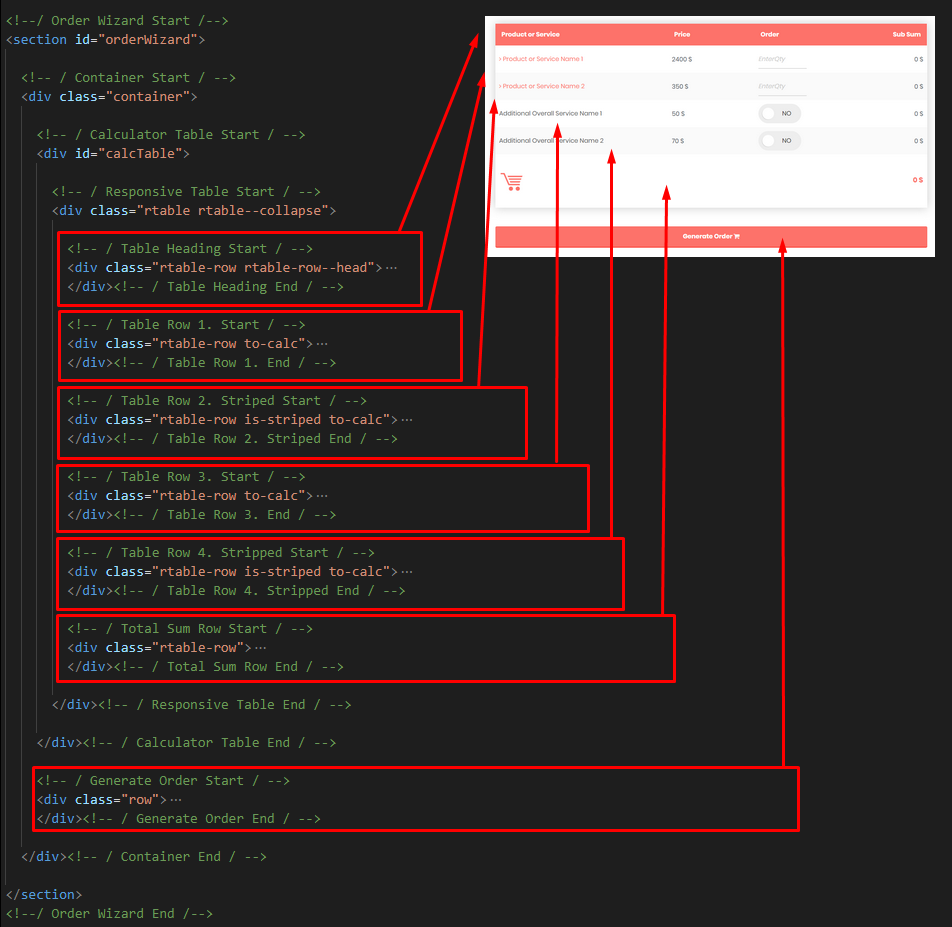 <!--/ Order Wizard Start /-->
<section id="orderWizard">
<!-- / Container Start / -->
<div class="container">
<!-- / Calculator Table Start / -->
<div id="calcTable">
<!-- / Responsive Table Start / -->
<div class="rtable rtable--collapse">
<!-- / Table Heading Start / -->
<div class="rtable-row rtable-row--head">···
</div><!-- / Table Heading End / -->
<!-- / Table Row 1. Start / -->
<div class="rtable-row to-calc">···
</div><!-- / Table Row 1. End / -->
<!-- / Table Row 2. Striped Start / -->
<div class="rtable-row is-striped to-calc">···
</div><!-- / Table Row 2. Striped End / -->
<!-- / Table Row 3. Start / -->
<div class="rtable-row to-calc">···
</div><!-- / Table Row 3. End / -->
<!-- / Table Row 4. Stripped Start / -->
<div class="rtable-row is-striped to-calc">···
</div><!-- / Table Row 4. Stripped End / -->
<!-- / Total Sum Row Start / -->
<div class="rtable-row">···
</div><!-- / Total Sum Row End / -->
</div><!-- / Responsive Table End / -->
</div><!-- / Calculator Table End / -->
<!-- / Generate Order Start / -->
<div class="row">···
</div><!-- / Generate Order End / -->
</div><!-- / Container End / -->
</section>
<!--/ Order Wizard End /-->
Product or Service Price Order Sub Sum
› Product or Service Name 1 2400 $ EnterQty 0 $
› Product or Service Name 2 350 $ EnterQty 0 $
Additional Overall Service Name 1 50 $ NO 0 $
Additional Overall Service Name 2 70 $ NO 0 $
0 $
Generate Order